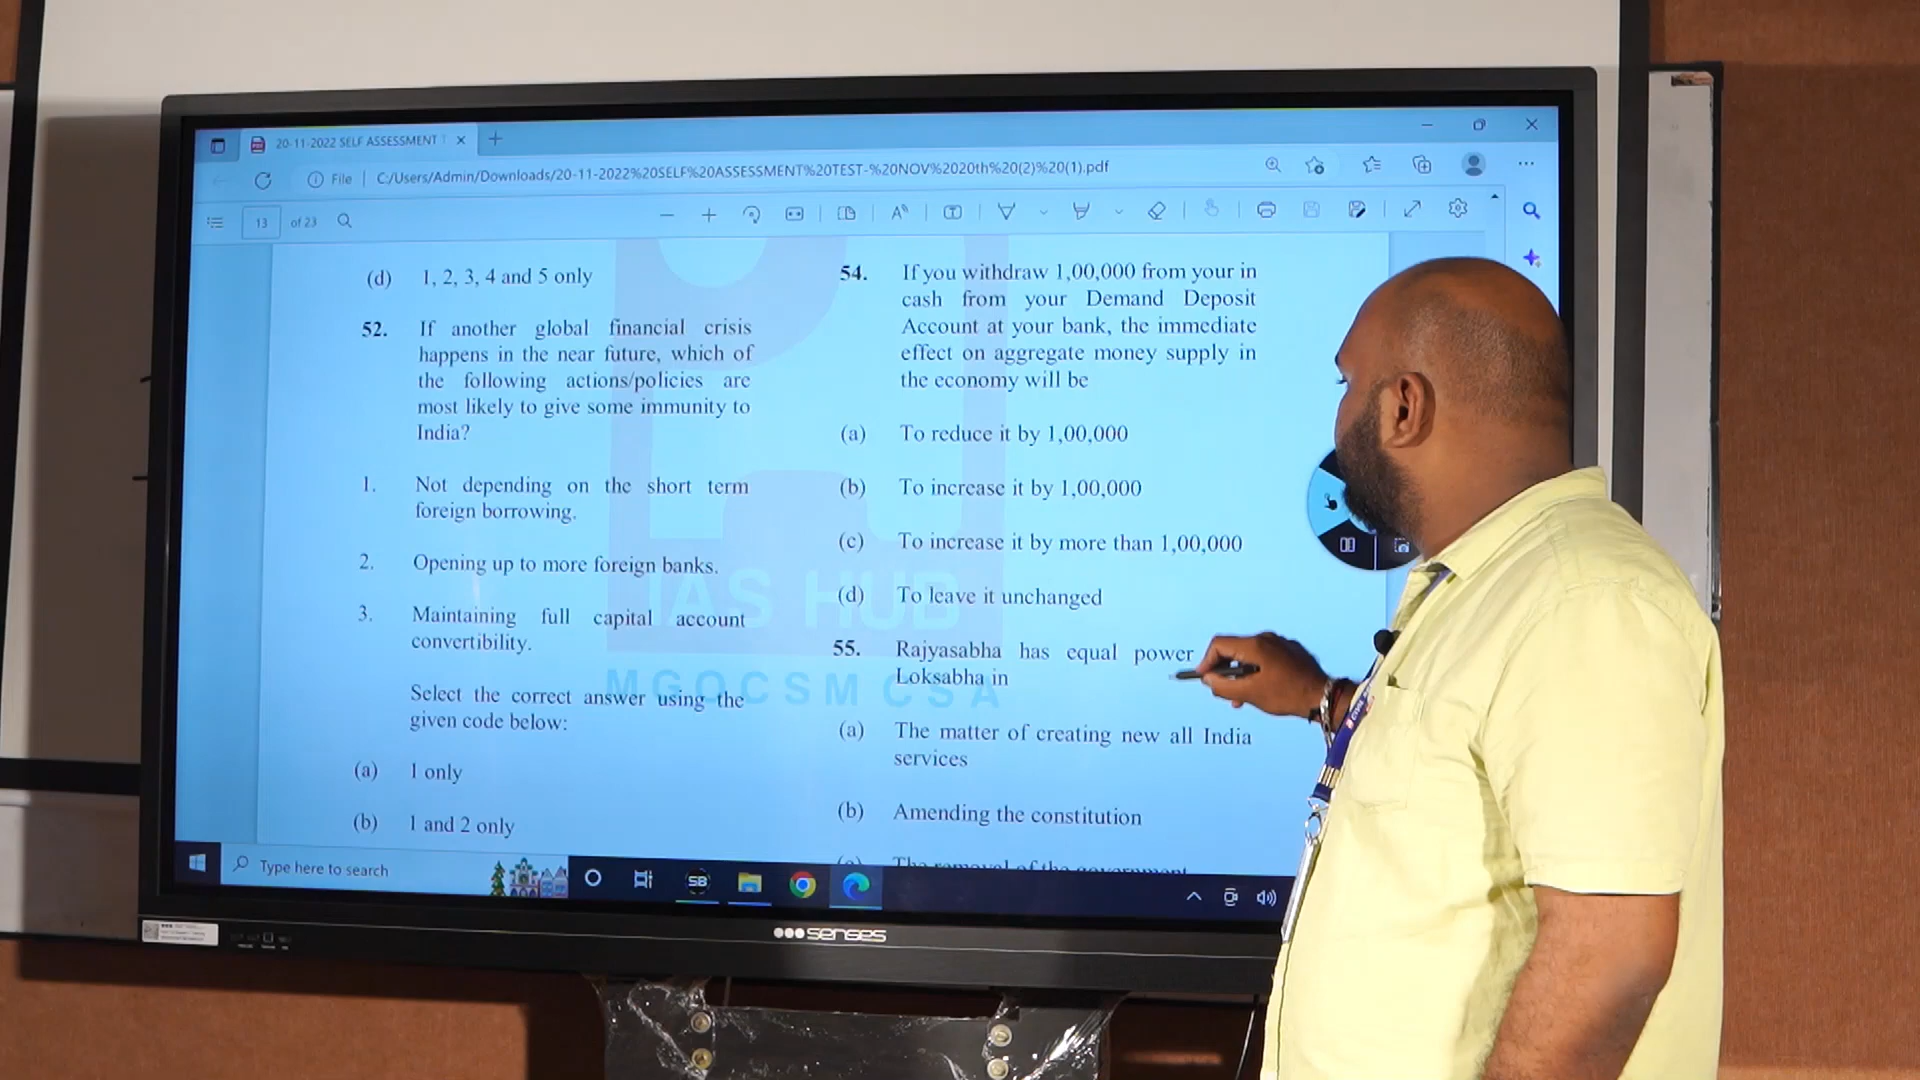 20-11-2022 SELF ASSESSMENT
File
C:/Users/Admin/Downloads/20-11-2022%20SELF%20ASSESSMENT%20TEST-%20NOV%2020th%20(2)%20(1).pdf
13 of 23
(d) 1, 2, 3, 4 and 5 only
52. If another global financial crisis
happens in the near future, which of
the following actions/policies are
most likely to give some immunity to
India?
1. Not depending on the short term
foreign borrowing.
2. Opening up to more foreign banks.
3. Maintaining full capital account
convertibility.
Select the correct answer using the
given code below:
(a) 1 only
(b) 1 and 2 only
54. If you withdraw 1,00,000 from your in
cash from your Demand Deposit
Account at your bank, the immediate
effect on aggregate money supply in
the economy will be
(a) To reduce it by 1,00,000
(b) To increase it by 1,00,000
(c) To increase it by more than 1,00,000
(d) To leave it unchanged
55. Rajyasabha has equal power
Loksabha in
(a) The matter of creating new all India
services
(b) Amending the constitution
(c) The removal of the government
IAS HUB
MGOCSM CSA
Type here to search
SB
senses